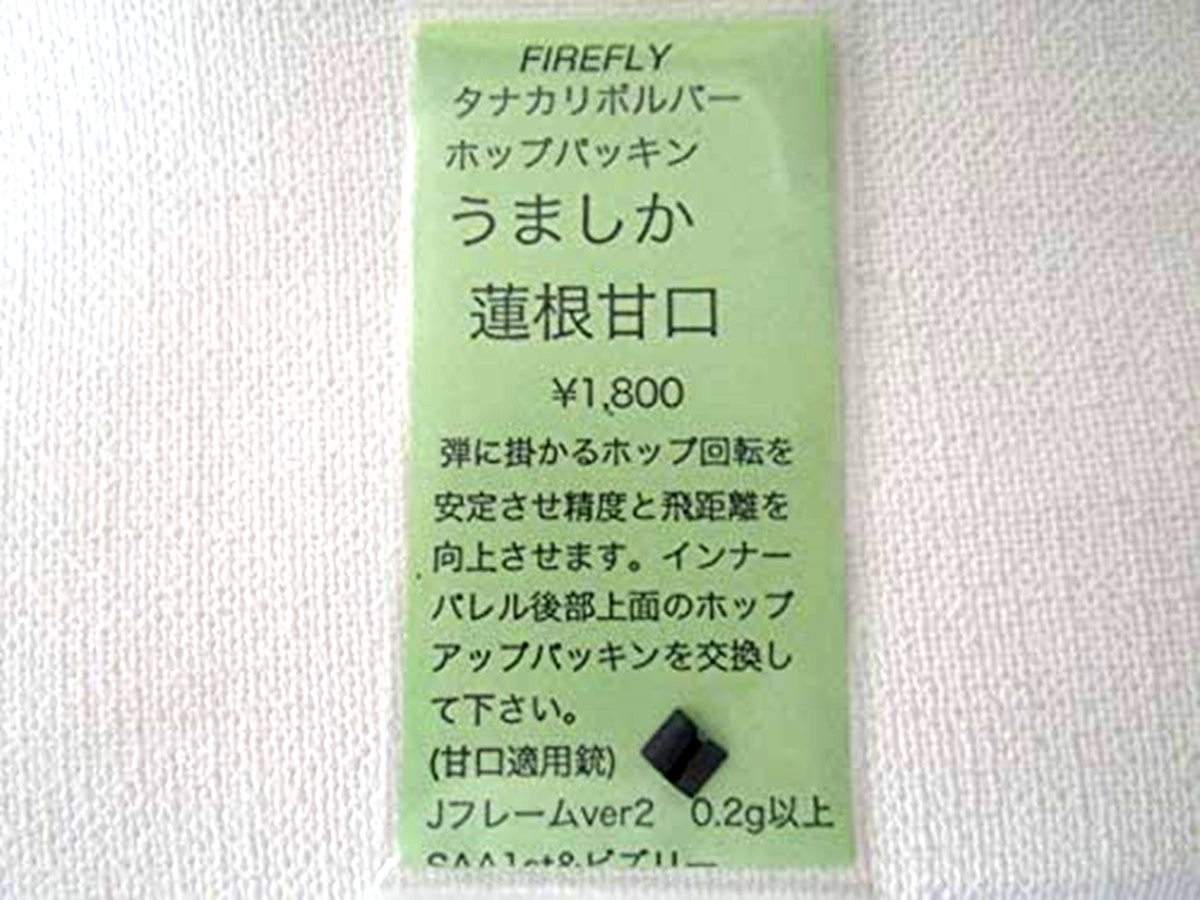 FIREFLY
タナカリボルバー
ホップパッキン
うましか
蓮根甘口
¥1,800
弾に掛かるホップ回転を
安定させ精度と飛距離を
向上させます。インナー
バレル後部上面のホップ
アップパッキンを交換し
て下さい。
(甘口適用銃)
Jフレームver2 0.2g以上
SAA1st&ビズリー